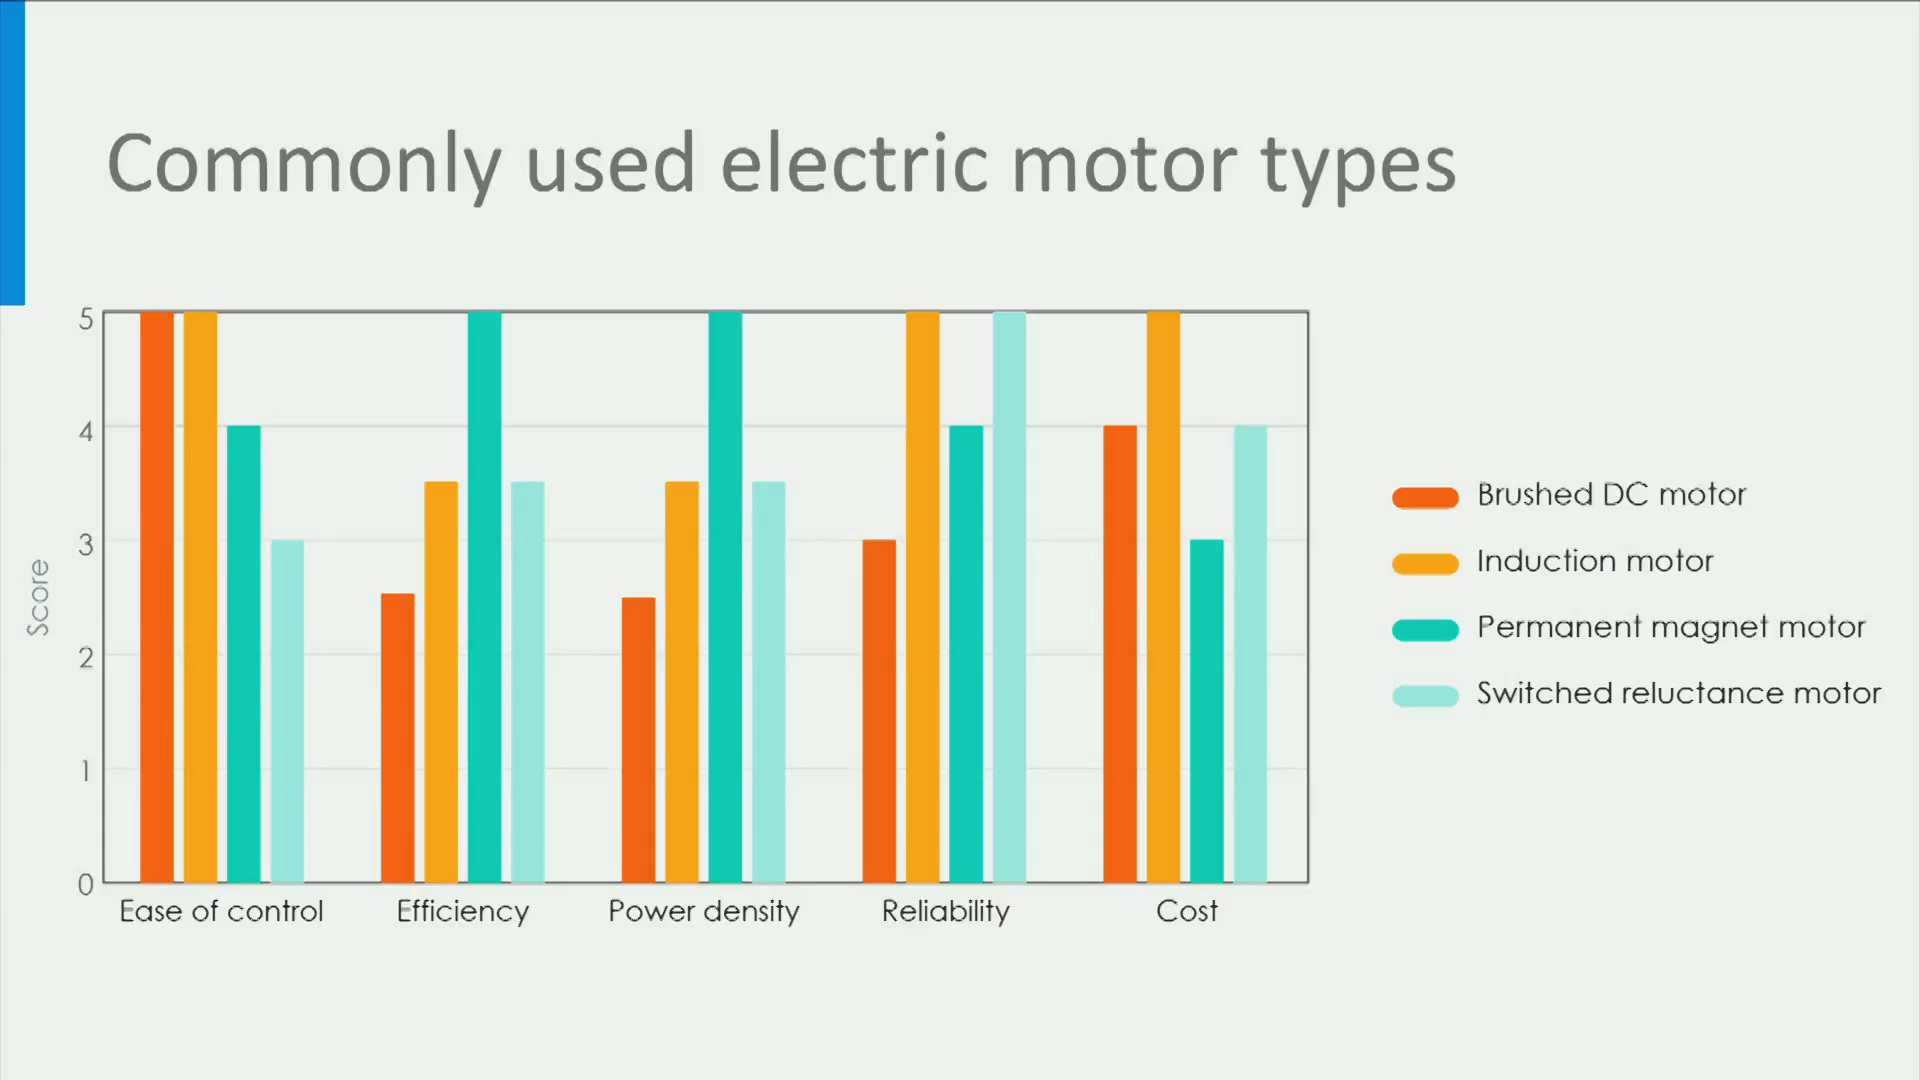 Commonly used electric motor types
5
4
3
2
1
0
Score
Ease of control
Efficiency
Power density
Reliability
Cost
Brushed DC motor
Induction motor
Permanent magnet motor
Switched reluctance motor